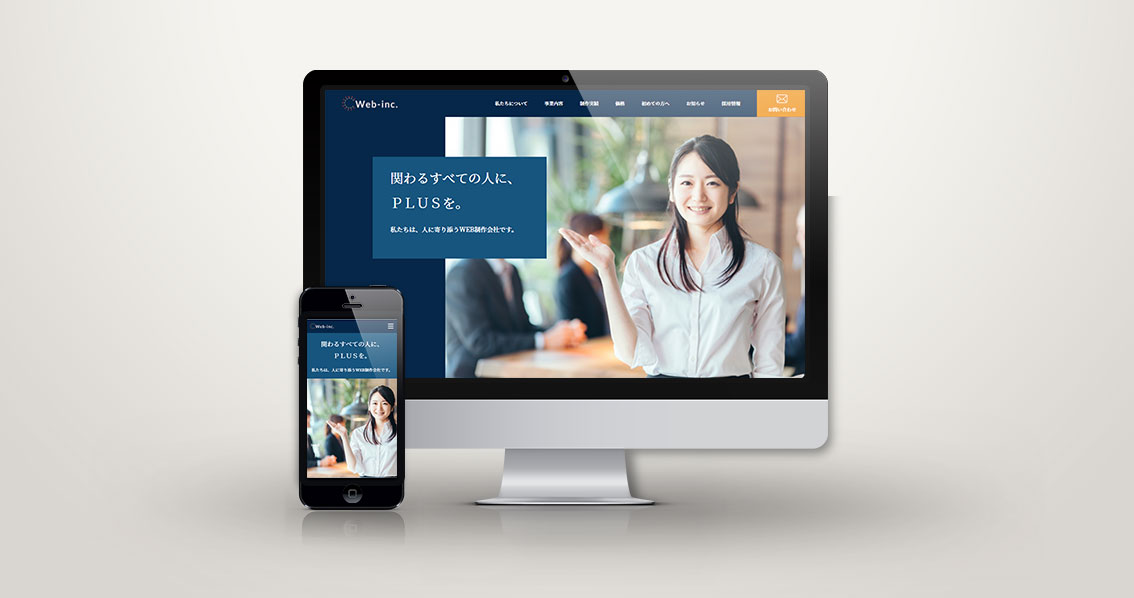 Web-inc.
私たちについて 事業内容 制作実績 価格 初めての方へ お知らせ 採用情報 お問い合わせ
関わるすべての人に、
ＰＬＵＳを。
私たちは、人に寄り添うWEB制作会社です。
Web-inc.
関わるすべての人に、
ＰＬＵＳを。
私たちは、人に寄り添うWEB制作会社です。